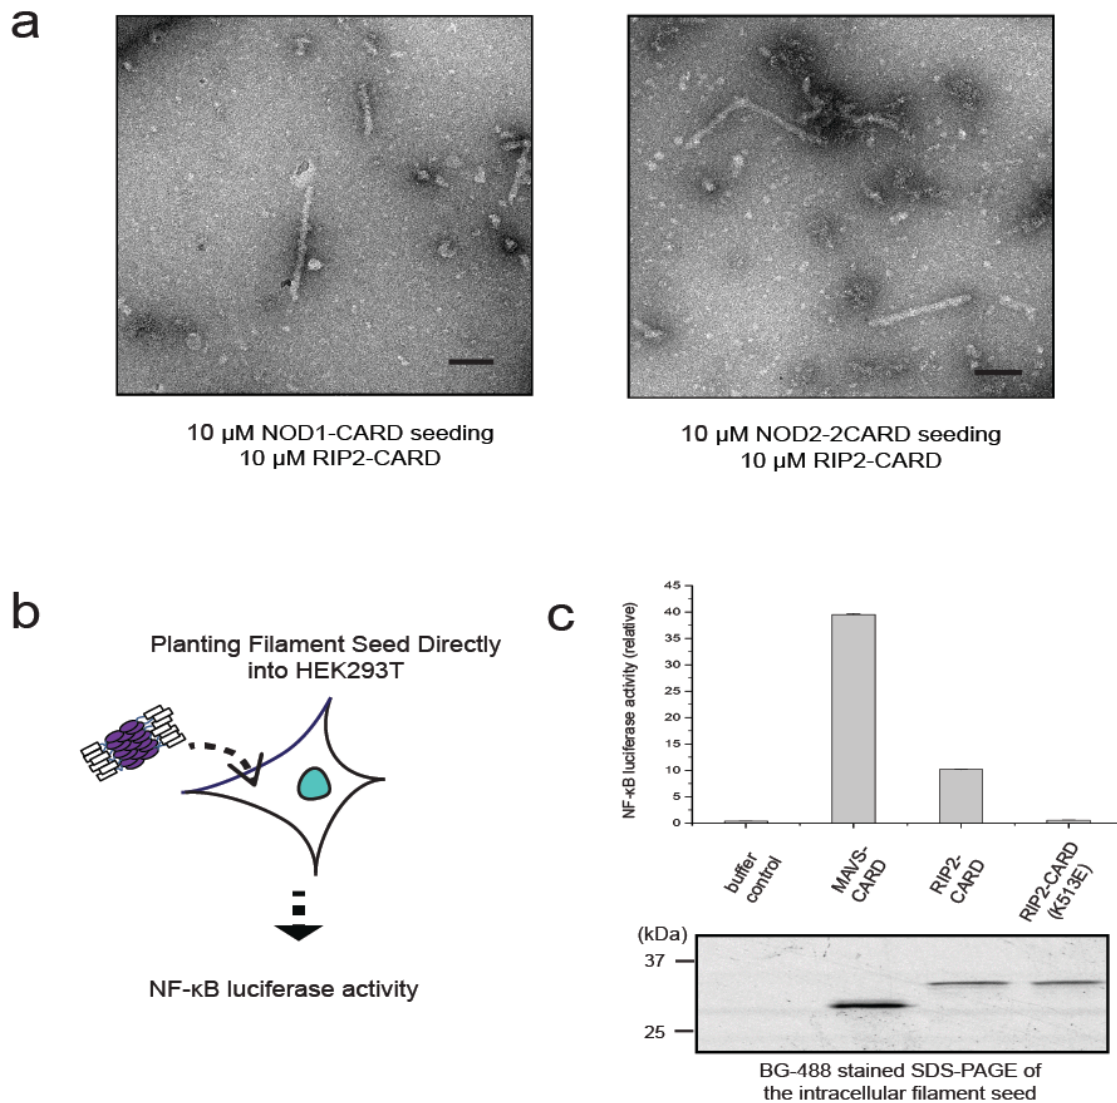 a
10 µM NOD1-CARD seeding
10 µM RIP2-CARD
10 µM NOD2-2CARD seeding
10 µM RIP2-CARD
b
Planting Filament Seed Directly
into HEK293T
NF-κB luciferase activity
c
NF-κB luciferase activity (relative)
45
40
35
30
25
20
15
10
5
0
buffer
control
MAVS-
CARD
RIP2-
CARD
RIP2-CARD
(K513E)
(kDa)
37
25
BG-488 stained SDS-PAGE of
the intracellular filament seed